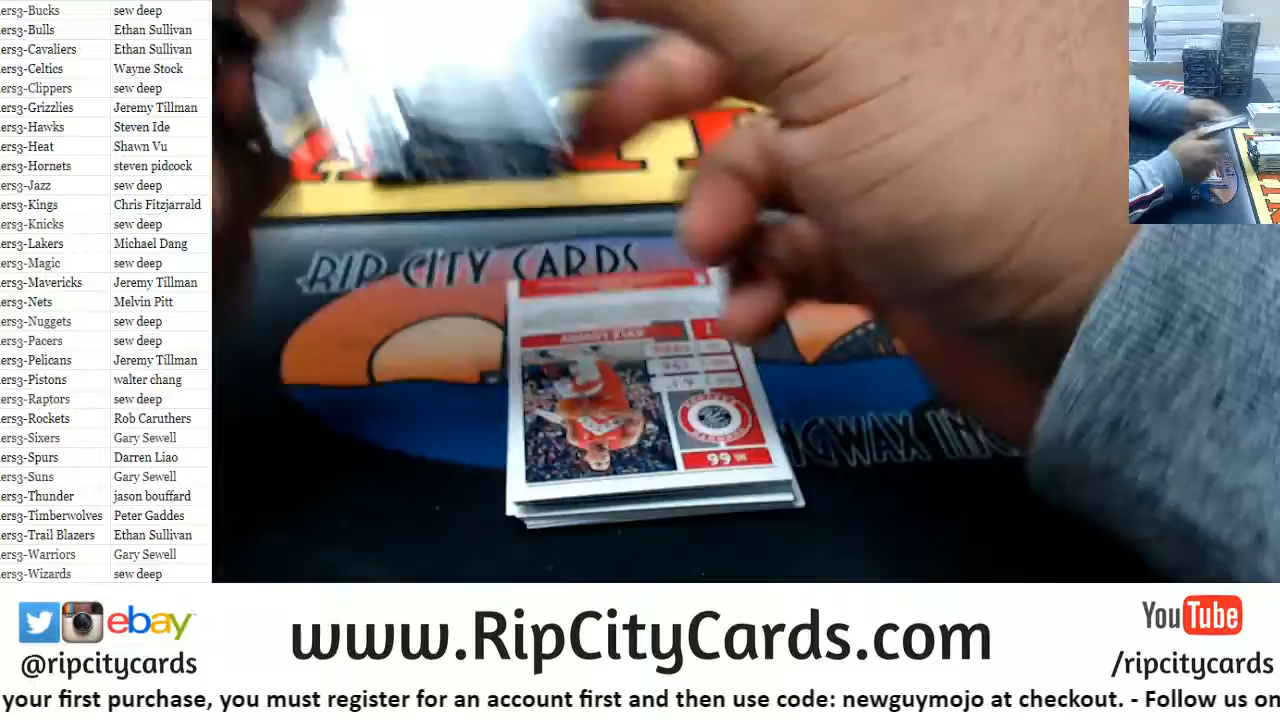 ers3-Bucks sew deep
ers3-Bulls Ethan Sullivan
ers3-Cavaliers Ethan Sullivan
ers3-Celtics Wayne Stock
ers3-Clippers sew deep
ers3-Grizzlies Jeremy Tillman
ers3-Hawks Steven Ide
ers3-Heat Shawn Vu
ers3-Hornets steven pidcock
ers3-Jazz sew deep
ers3-Kings Chris Fitzjarrald
ers3-Knicks sew deep
ers3-Lakers Michael Dang
ers3-Magic sew deep
ers3-Mavericks Jeremy Tillman
ers3-Nets Melvin Pitt
ers3-Nuggets sew deep
ers3-Pacers sew deep
ers3-Pelicans Jeremy Tillman
ers3-Pistons walter chang
ers3-Raptors sew deep
ers3-Rockets Rob Caruthers
ers3-Sixers Gary Sewell
ers3-Spurs Darren Liao
ers3-Suns Gary Sewell
ers3-Thunder jason bouffard
ers3-Timberwolves Peter Gaddes
ers3-Trail Blazers Ethan Sullivan
ers3-Warriors Gary Sewell
ers3-Wizards sew deep
RIP CITY CARDS
99
ebay
@ripcitycards
www.RipCityCards.com
YouTube
/ripcitycards
your first purchase, you must register for an account first and then use code: newguymojo at checkout. - Follow us on